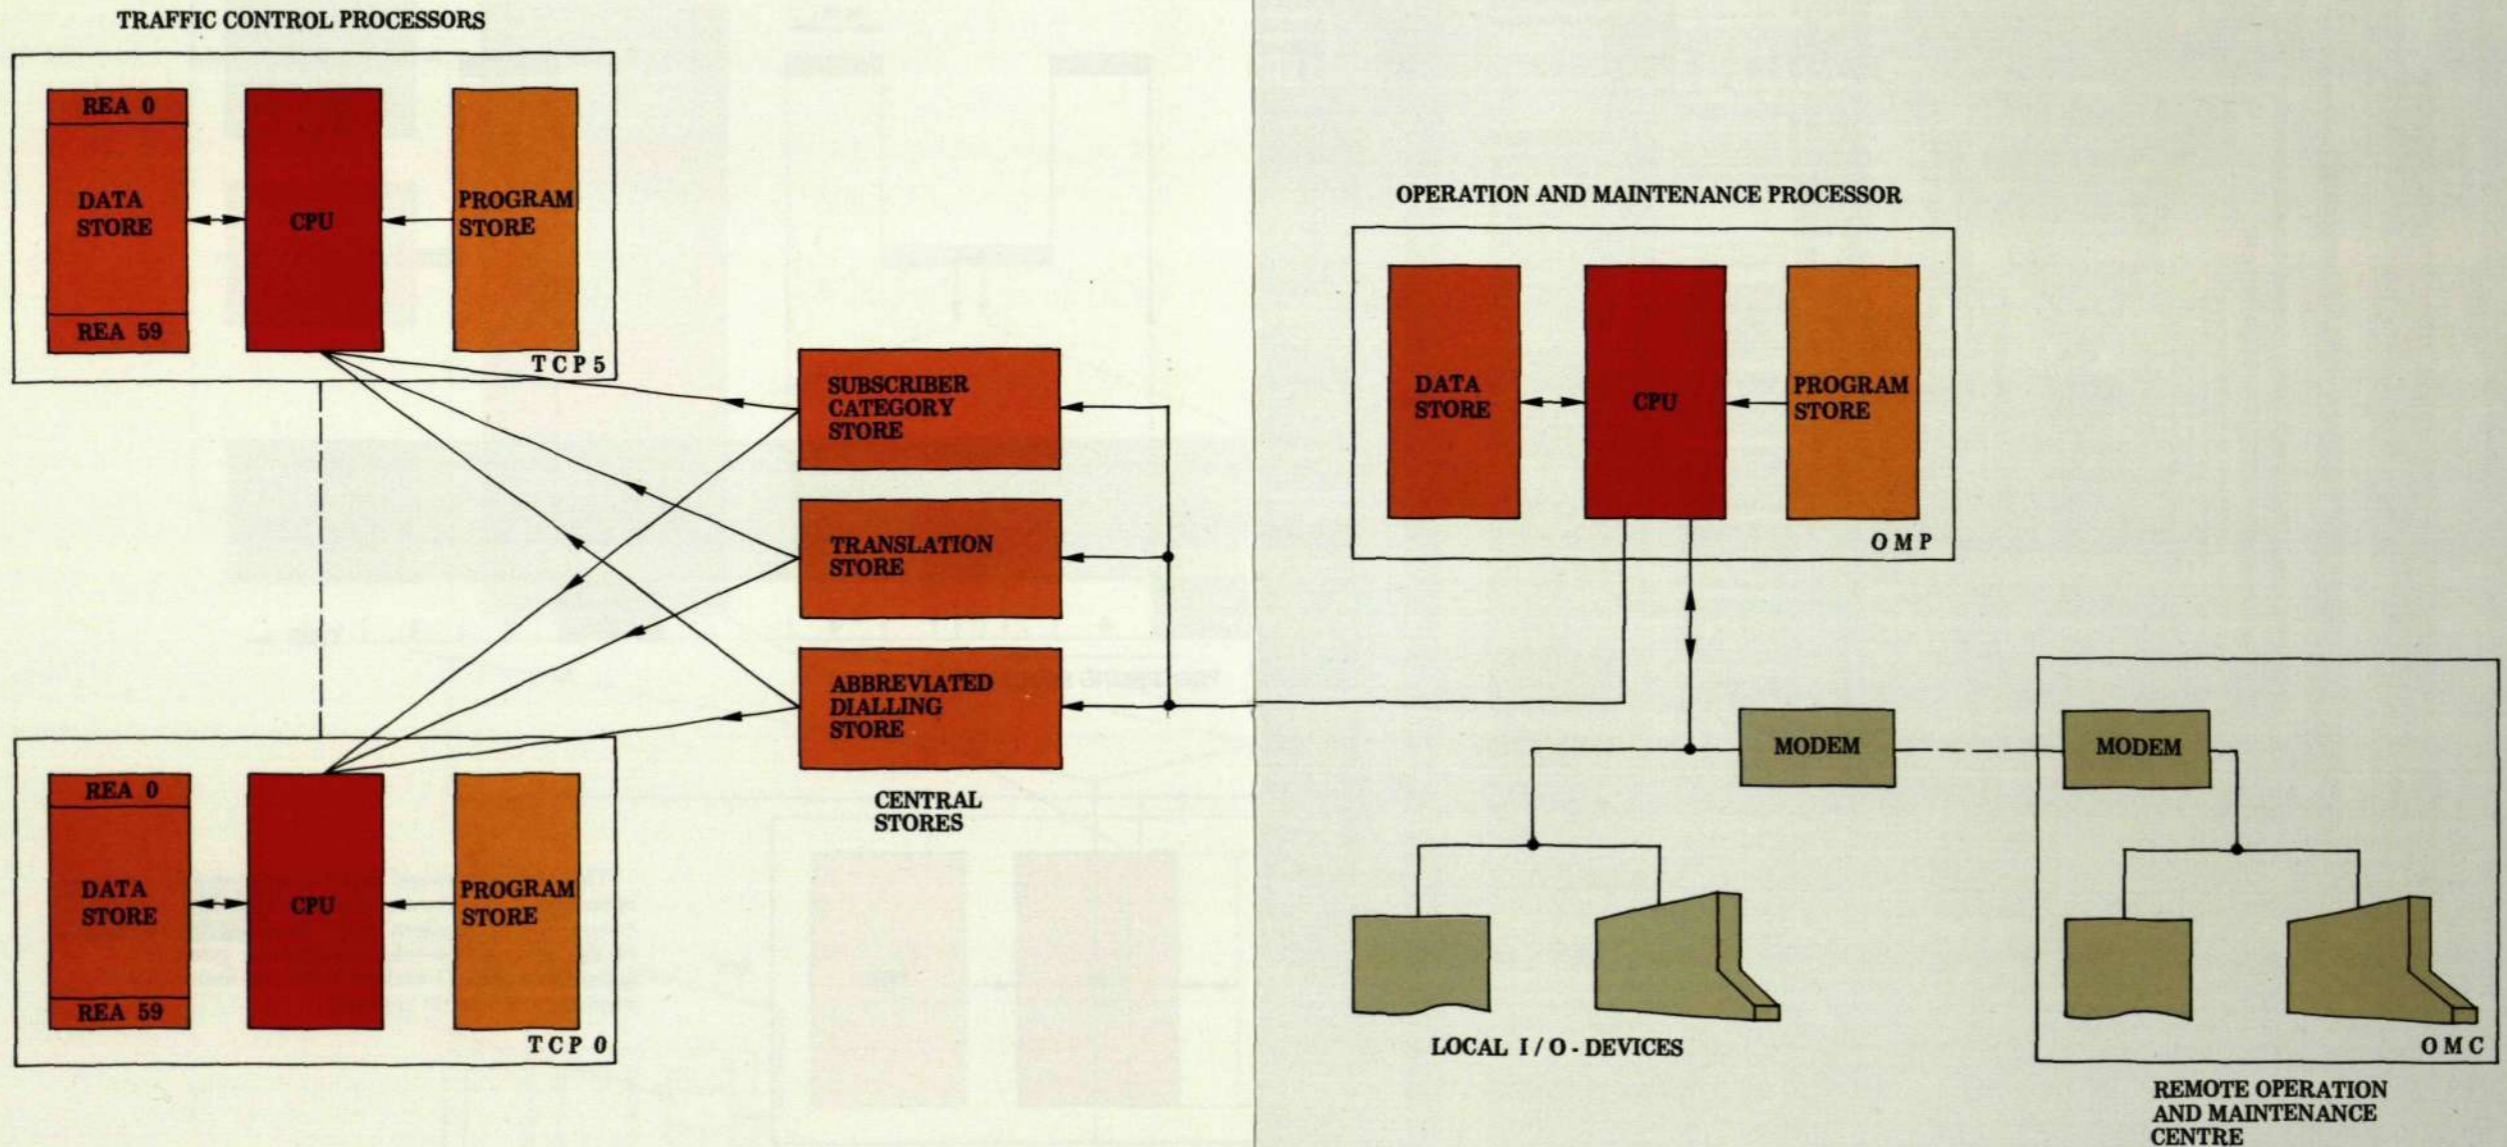 TRAFFIC CONTROL PROCESSORS
REA 0
DATA
STORE
REA 59
CPU
PROGRAM
STORE
TCP 5
REA 0
DATA
STORE
REA 59
CPU
PROGRAM
STORE
TCP 0
SUBSCRIBER
CATEGORY
STORE
TRANSLATION
STORE
ABBREVIATED
DIALLING
STORE
CENTRAL
STORES
OPERATION AND MAINTENANCE PROCESSOR
DATA
STORE
CPU
PROGRAM
STORE
OMP
MODEM
MODEM
LOCAL I / O - DEVICES
OMC
REMOTE OPERATION
AND MAINTENANCE
CENTRE